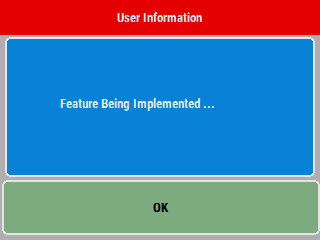 User Information
Feature Being Implemented ...
OK